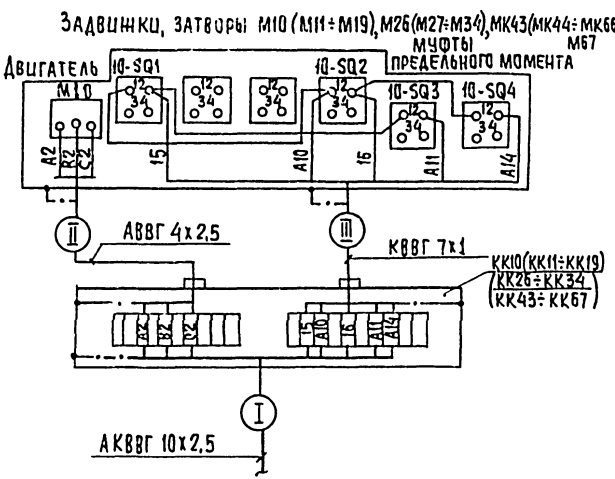 ЗАДВИЖКИ, ЗАТВОРЫ М10 (М11÷М19), М26 (М27÷М34), МК43 (МК44÷МК66
М67
МУФТЫ
ПРЕДЕЛЬНОГО МОМЕНТА
ДВИГАТЕЛЬ
М10
10-SQ1
10-SQ2
10-SQ3
10-SQ4
12
34
12
34
12
34
12
34
12
34
12
34
А2
В2
С2
15
А10
16
А11
А14
II
III
АВВГ 4х2,5
КВВГ 7х1
КК10(КК11÷КК19)
(КК26÷КК34
КК43÷КК67)
А2
В2
С2
15
А10
16
А11
А14
I
АКВВГ 10х2,5